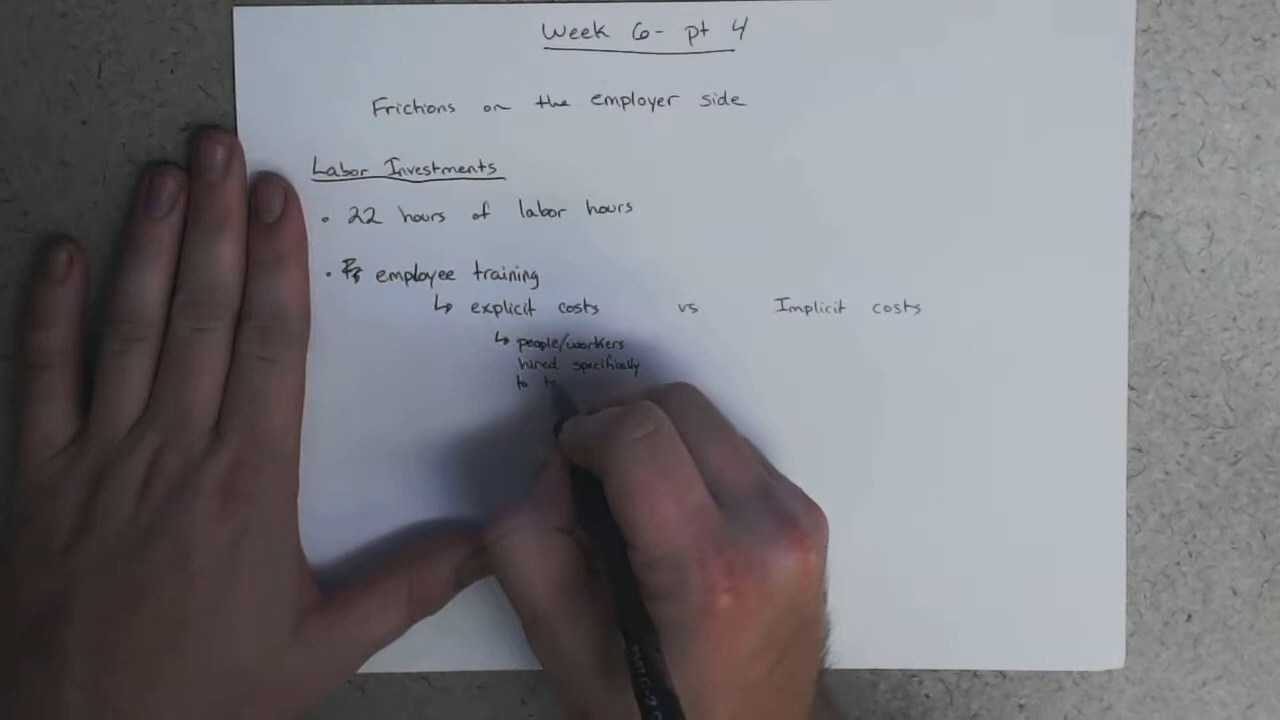 Week 6- pt 4
Frictions on the employer side
Labor Investments
• 22 hours of labor hours
• employee training
↳ explicit costs vs Implicit costs
↳ people/workers
hired specifically
to